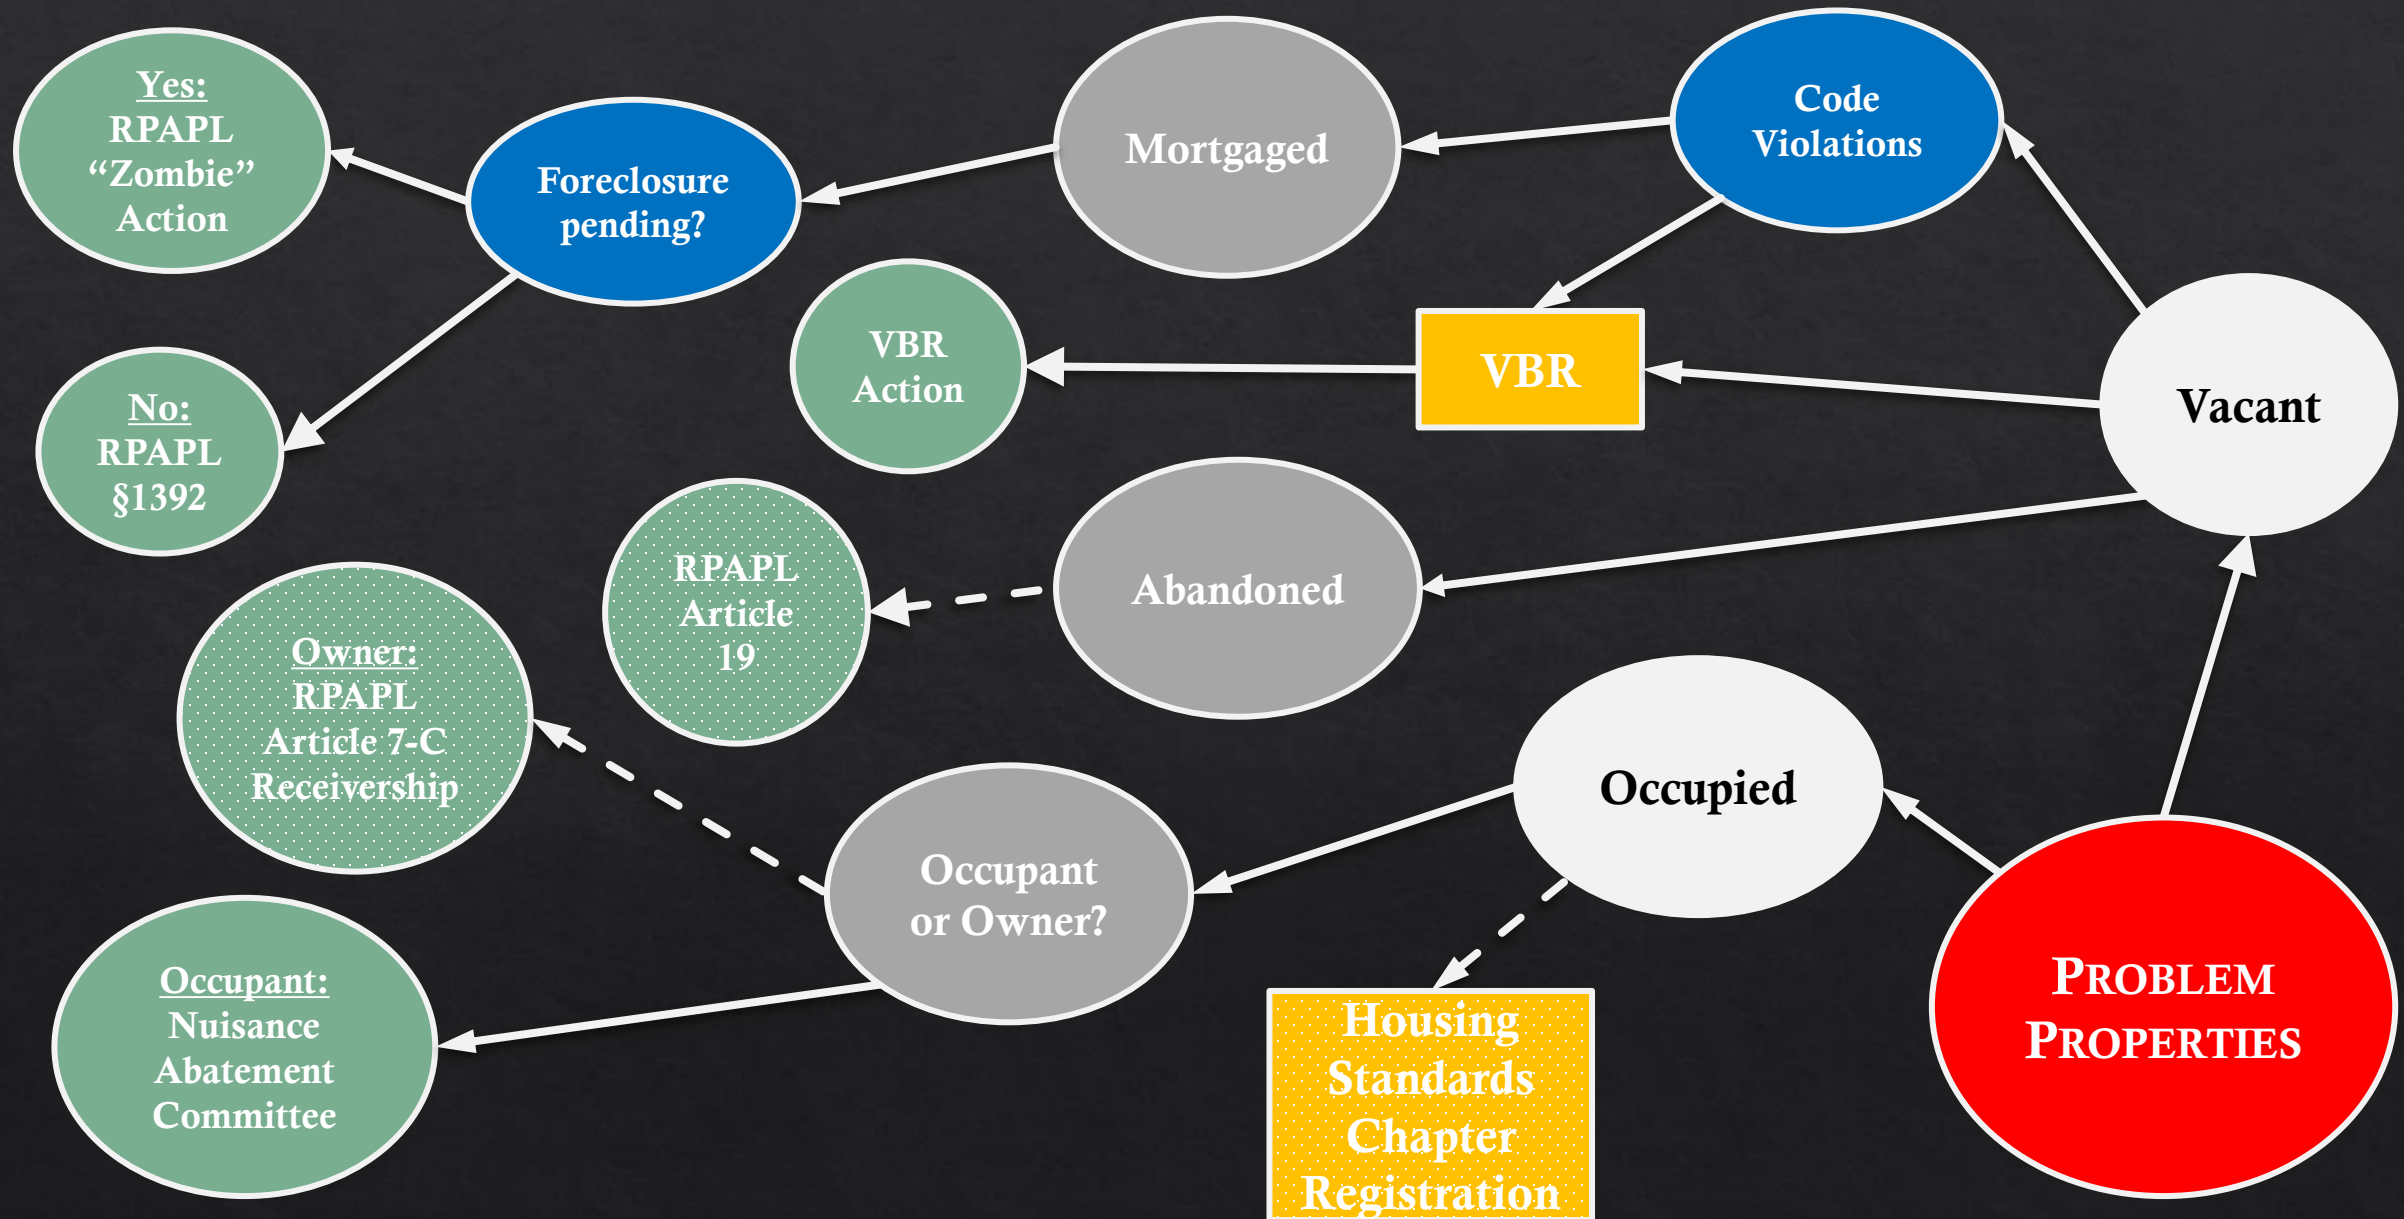 Yes:
RPAPL
“Zombie”
Action
Foreclosure
pending?
Mortgaged
Code
Violations
No:
RPAPL
§1392
VBR
Action
VBR
Vacant
RPAPL
Article
19
Abandoned
Owner:
RPAPL
Article 7-C
Receivership
Occupied
Occupant
or Owner?
Occupant:
Nuisance
Abatement
Committee
Housing
Standards
Chapter
Registration
PROBLEM
PROPERTIES